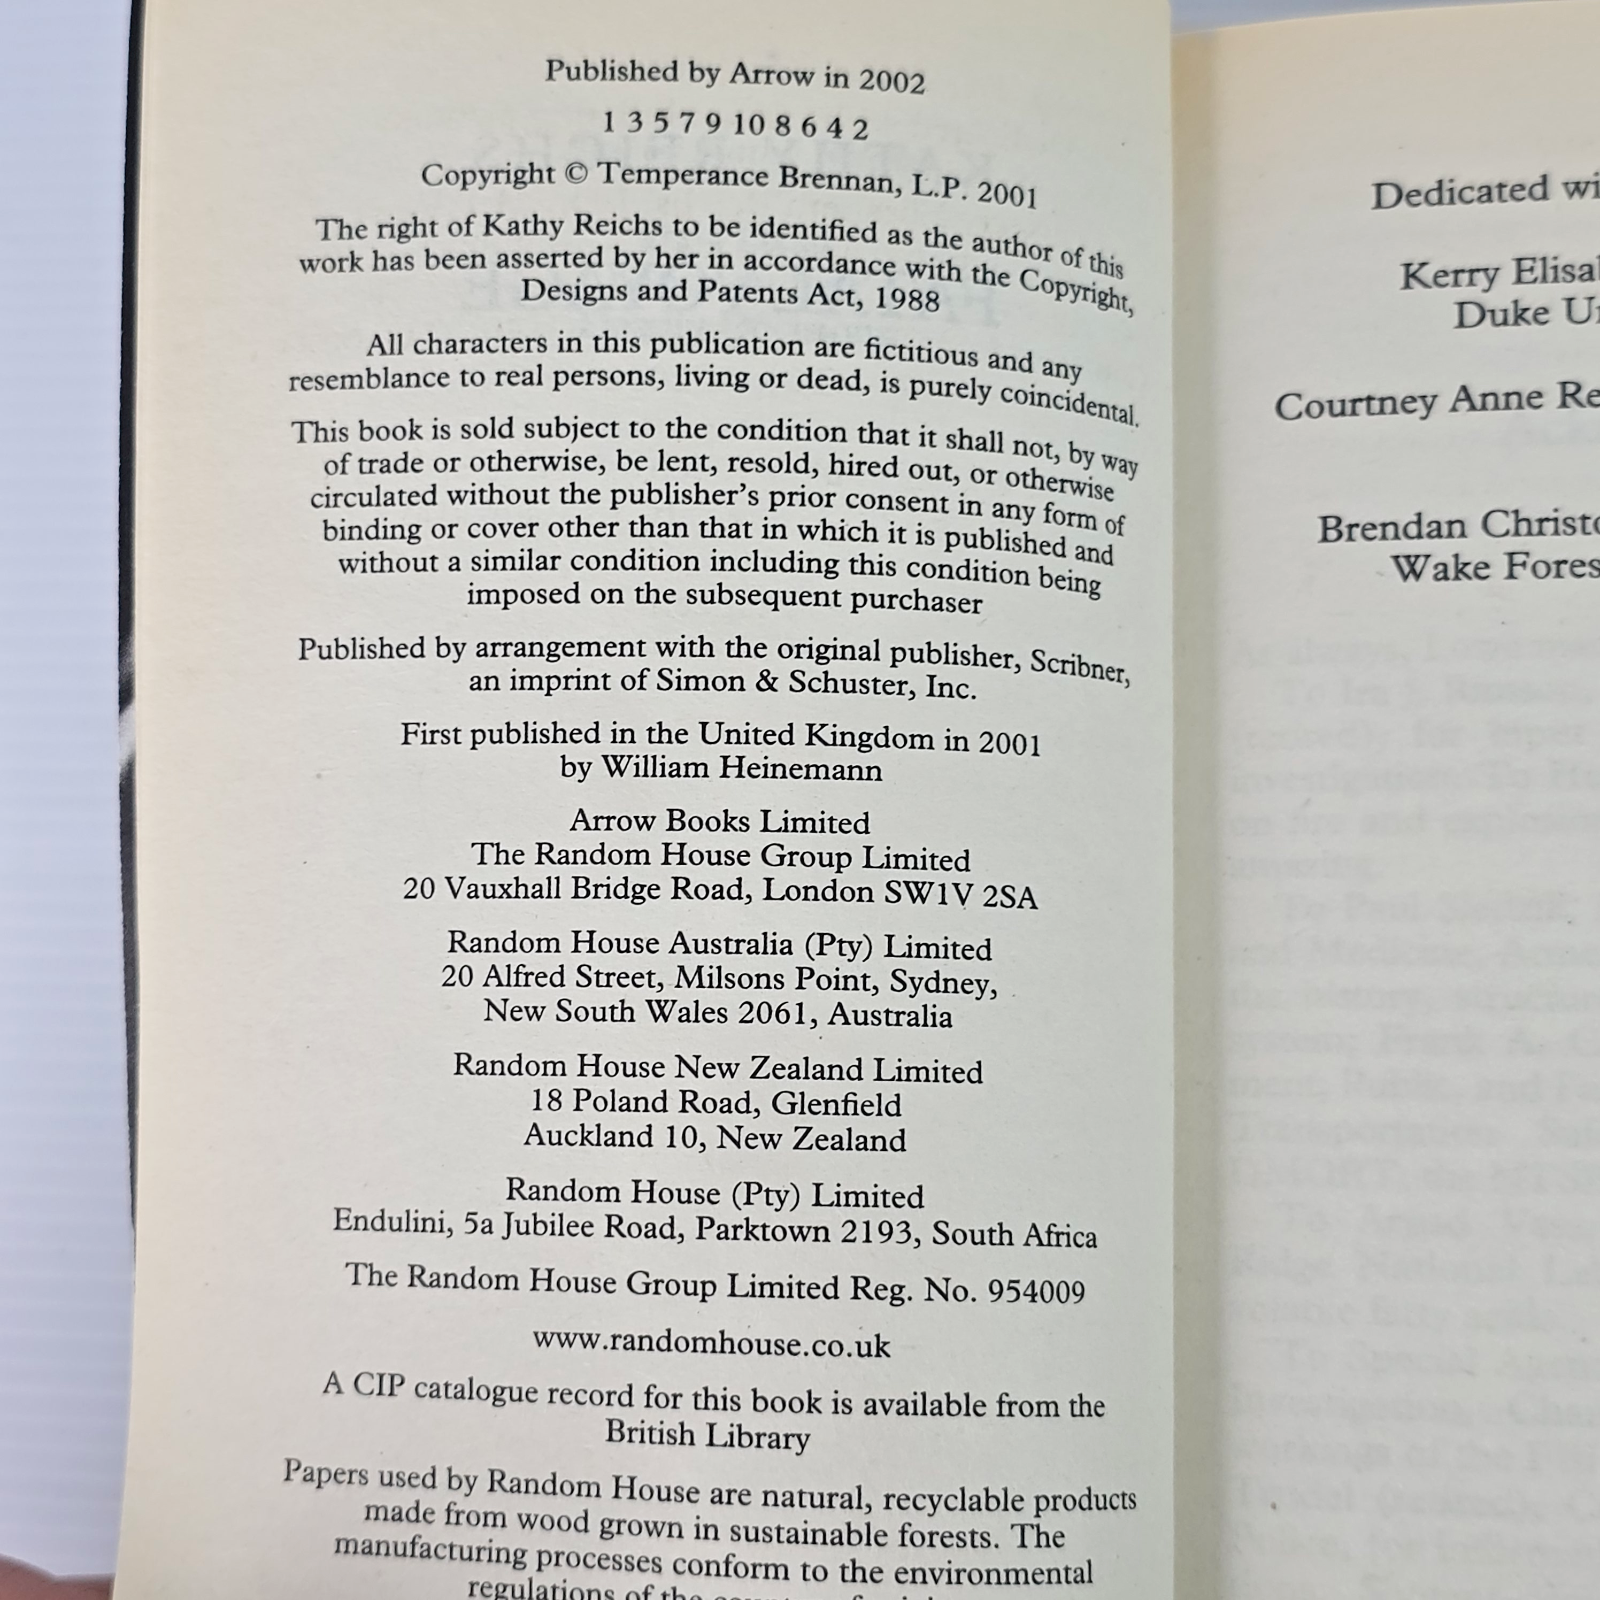 Published by Arrow in 2002
1 3 5 7 9 10 8 6 4 2
Copyright © Temperance Brennan, L.P. 2001
The right of Kathy Reichs to be identified as the author of this
work has been asserted by her in accordance with the Copyright,
Designs and Patents Act, 1988
All characters in this publication are fictitious and any
resemblance to real persons, living or dead, is purely coincidental.
This book is sold subject to the condition that it shall not, by way
of trade or otherwise, be lent, resold, hired out, or otherwise
circulated without the publisher's prior consent in any form of
binding or cover other than that in which it is published and
without a similar condition including this condition being
imposed on the subsequent purchaser
Published by arrangement with the original publisher, Scribner,
an imprint of Simon & Schuster, Inc.
First published in the United Kingdom in 2001
by William Heinemann
Arrow Books Limited
The Random House Group Limited
20 Vauxhall Bridge Road, London SW1V 2SA
Random House Australia (Pty) Limited
20 Alfred Street, Milsons Point, Sydney,
New South Wales 2061, Australia
Random House New Zealand Limited
18 Poland Road, Glenfield
Auckland 10, New Zealand
Random House (Pty) Limited
Endulini, 5a Jubilee Road, Parktown 2193, South Africa
The Random House Group Limited Reg. No. 954009
www.randomhouse.co.uk
A CIP catalogue record for this book is available from the
British Library
Papers used by Random House are natural, recyclable products
made from wood grown in sustainable forests. The
manufacturing processes conform to the environmental
regulations of the
Dedicated wi
Kerry Elisa
Duke U
Courtney Anne Re
Brendan Christo
Wake Fores